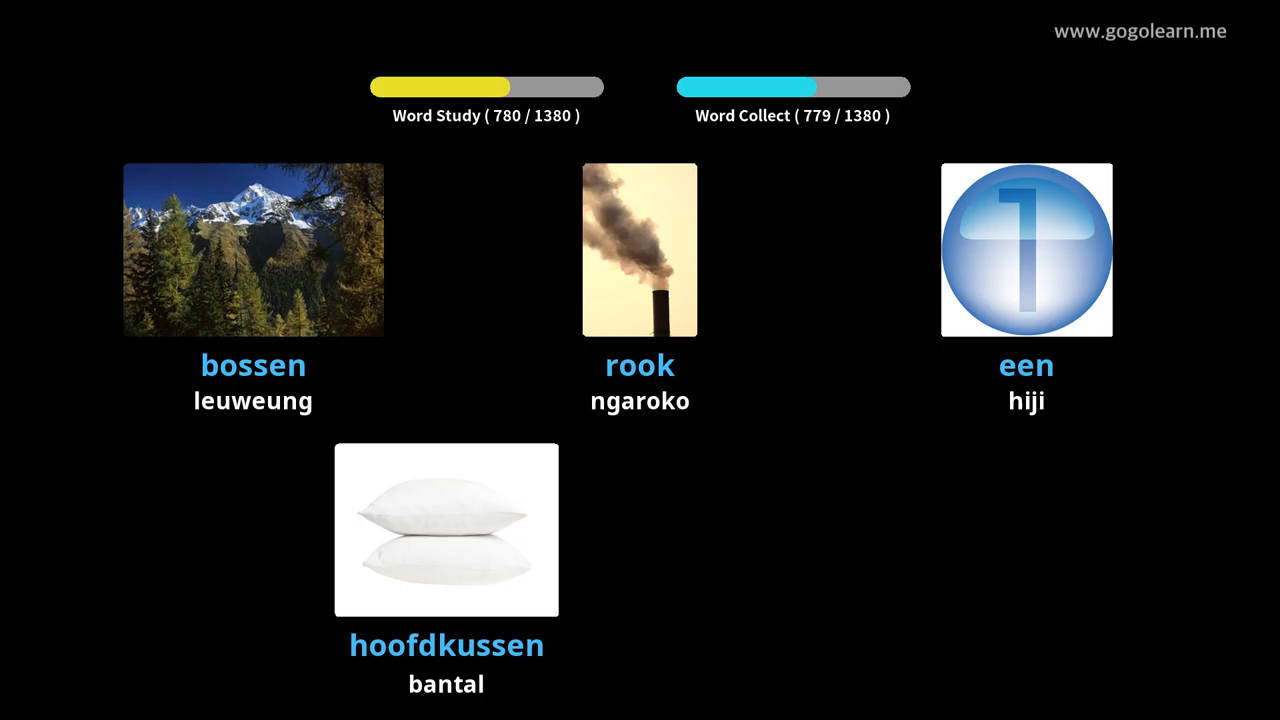 www.gogolearn.me
Word Study ( 780 / 1380 )
Word Collect ( 779 / 1380 )
1
bossen
leuweung
rook
ngaroko
een
hiji
hoofdkussen
bantal